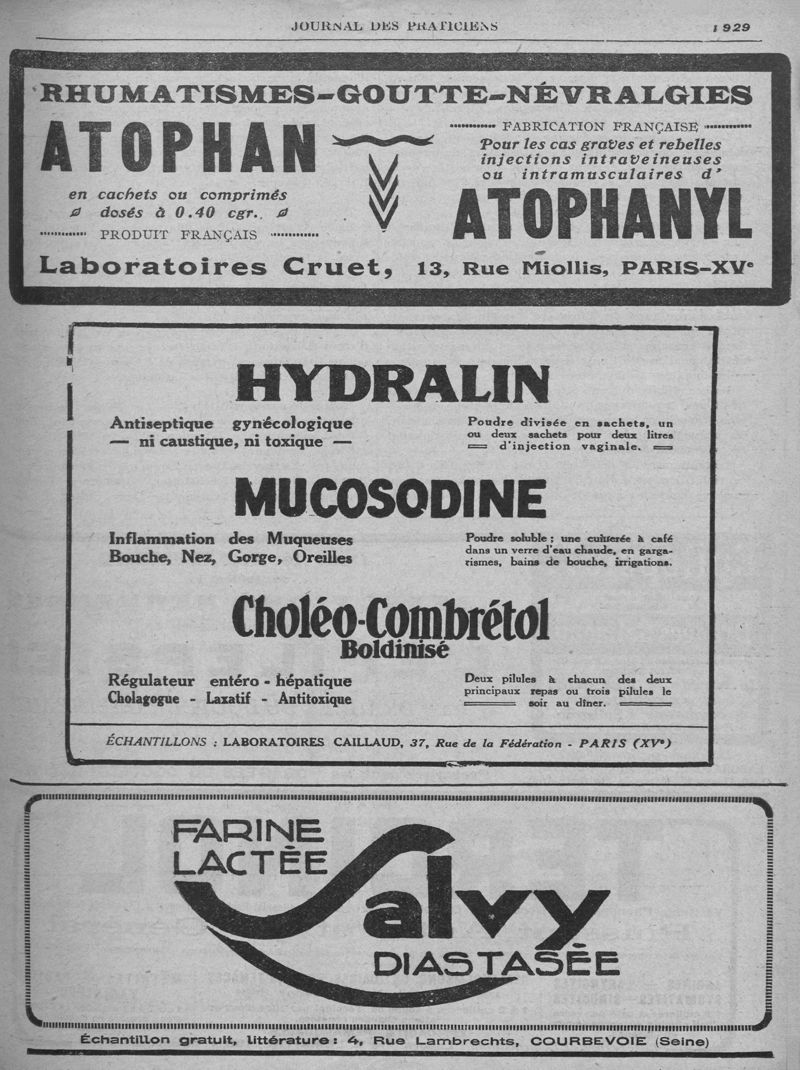 JOURNAL DES PRATICIENS 1929
RHUMATISMES-GOUTTE-NÉVRALGIES
ATOPHAN
en cachets ou comprimés
dosés à 0.40 cgr.
PRODUIT FRANÇAIS
FABRICATION FRANÇAISE
Pour les cas graves et rebelles
injections intraveineuses
ou intramusculaires d'
ATOPHANYL
Laboratoires Cruet, 13, Rue Miollis, PARIS-XVe
HYDRALIN
Antiseptique gynécologique
— ni caustique, ni toxique —
Poudre divisée en sachets, un
ou deux sachets pour deux litres
d'injection vaginale.
MUCOSODINE
Inflammation des Muqueuses
Bouche, Nez, Gorge, Oreilles
Poudre soluble : une cuillerée à café
dans un verre d'eau chaude, en garga-
rismes, bains de bouche, irrigations.
Choléo-Combrétol
Boldinisé
Régulateur entéro-hépatique
Cholagogue - Laxatif - Antitoxique
Deux pilules à chacun des deux
principaux repas ou trois pilules le
soir au dîner.
ÉCHANTILLONS : LABORATOIRES CAILLAUD, 37, Rue de la Fédération - PARIS (XVe)
FARINE
LACTÉE
Salvy
DIASTASÉE
Échantillon gratuit, littérature : 4, Rue Lambrechts, COURBEVOIE (Seine)